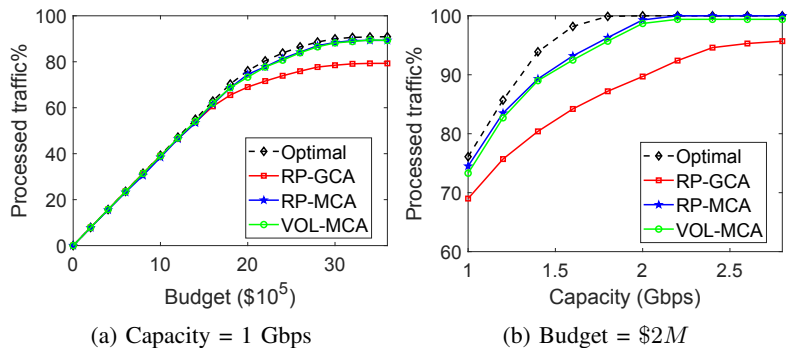 Processed traffic%
100
80
60
40
20
0
0
10
20
30
Budget ($10^5)
Optimal
RP-GCA
RP-MCA
VOL-MCA
(a) Capacity = 1 Gbps
Processed traffic%
100
90
80
70
60
1
1.5
2
2.5
Capacity (Gbps)
Optimal
RP-GCA
RP-MCA
VOL-MCA
(b) Budget = $2M